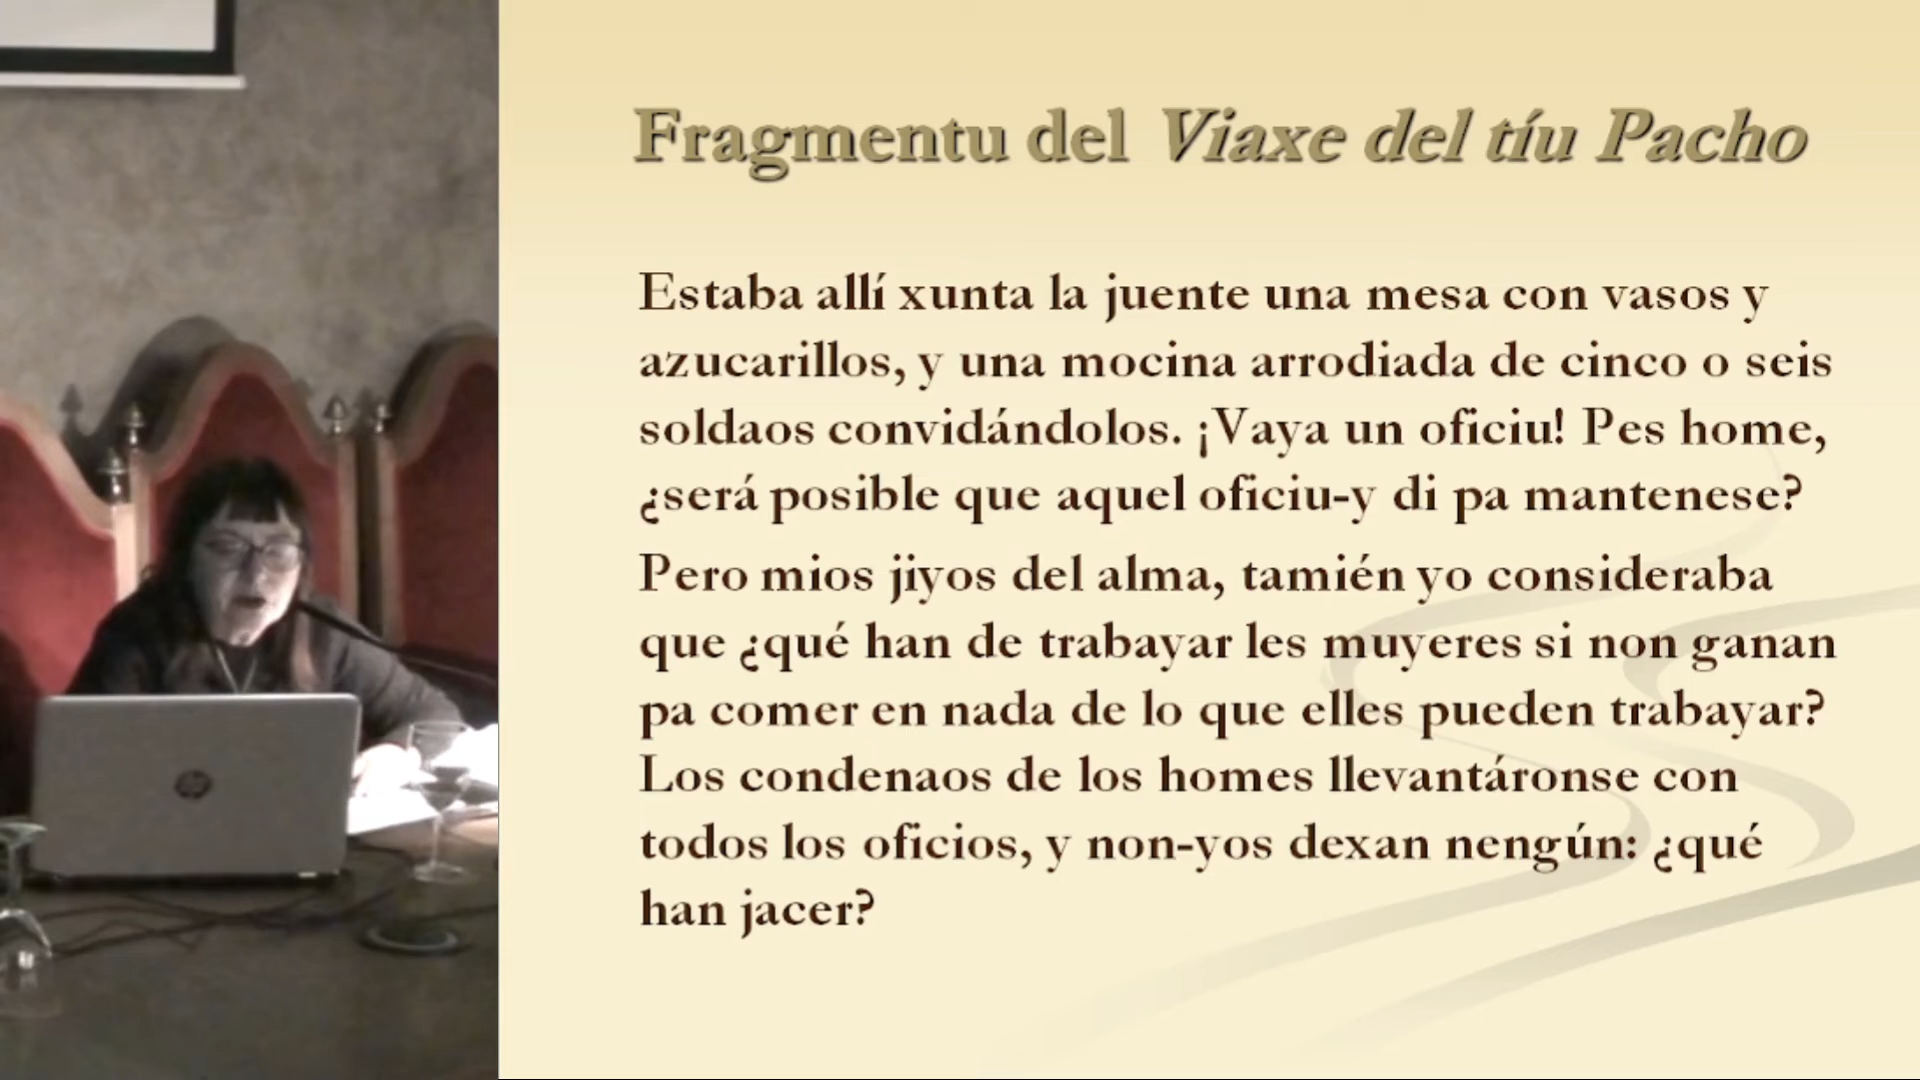 Fragmentu del Viaxe del tíu Pacho
Estaba allí xunta la juente una mesa con vasos y
azucarillos, y una mocina arrodiada de cinco o seis
soldaos convidándolos. ¡Vaya un oficiu! Pes home,
¿será posible que aquel oficiu-y di pa mantenese?
Pero mios jiyos del alma, tamién yo consideraba
que ¿qué han de trabayar les muyeres si non ganan
pa comer en nada de lo que elles pueden trabayar?
Los condenaos de los homes llevantáronse con
todos los oficios, y non-yos dexan nengún: ¿qué
han jacer?
hp